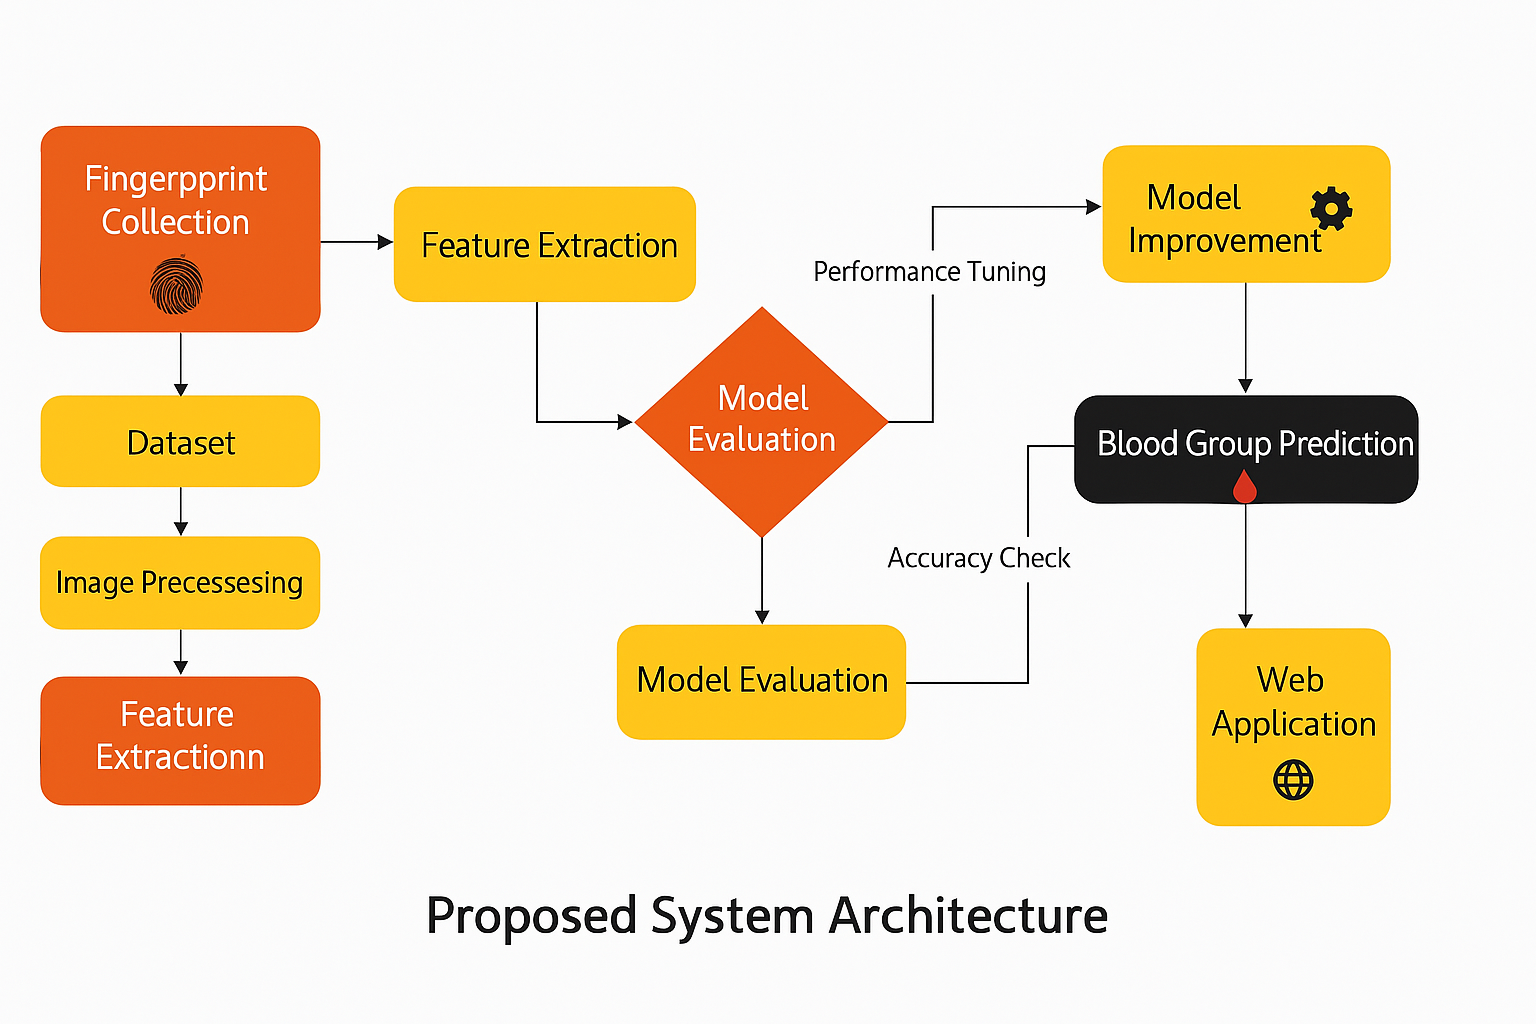 Fingerpprint
Collection
Dataset
Image Precessesing
Feature
Extractionn
Feature Extraction
Model
Evaluation
Performance Tuning
Model Evaluation
Accuracy Check
Model
Improvement
Blood Group Prediction
Web
Application
Proposed System Architecture